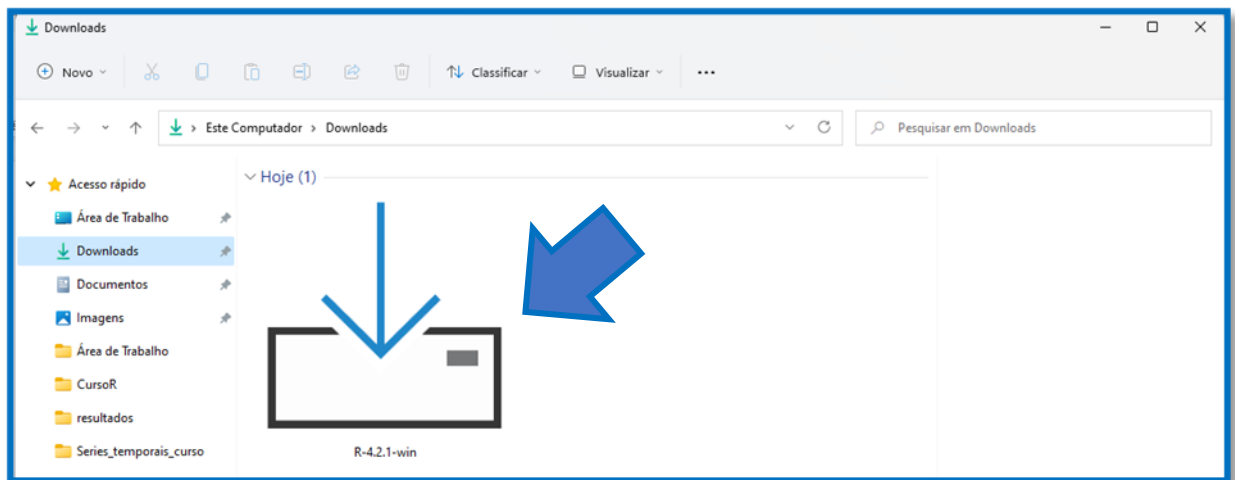 Downloads
Novo
Classificar
Visualizar
Este Computador > Downloads
Pesquisar em Downloads
Acesso rápido
Hoje (1)
Área de Trabalho
Downloads
Documentos
Imagens
Área de Trabalho
CursoR
resultados
Series_temporais_curso
R-4.2.1-win